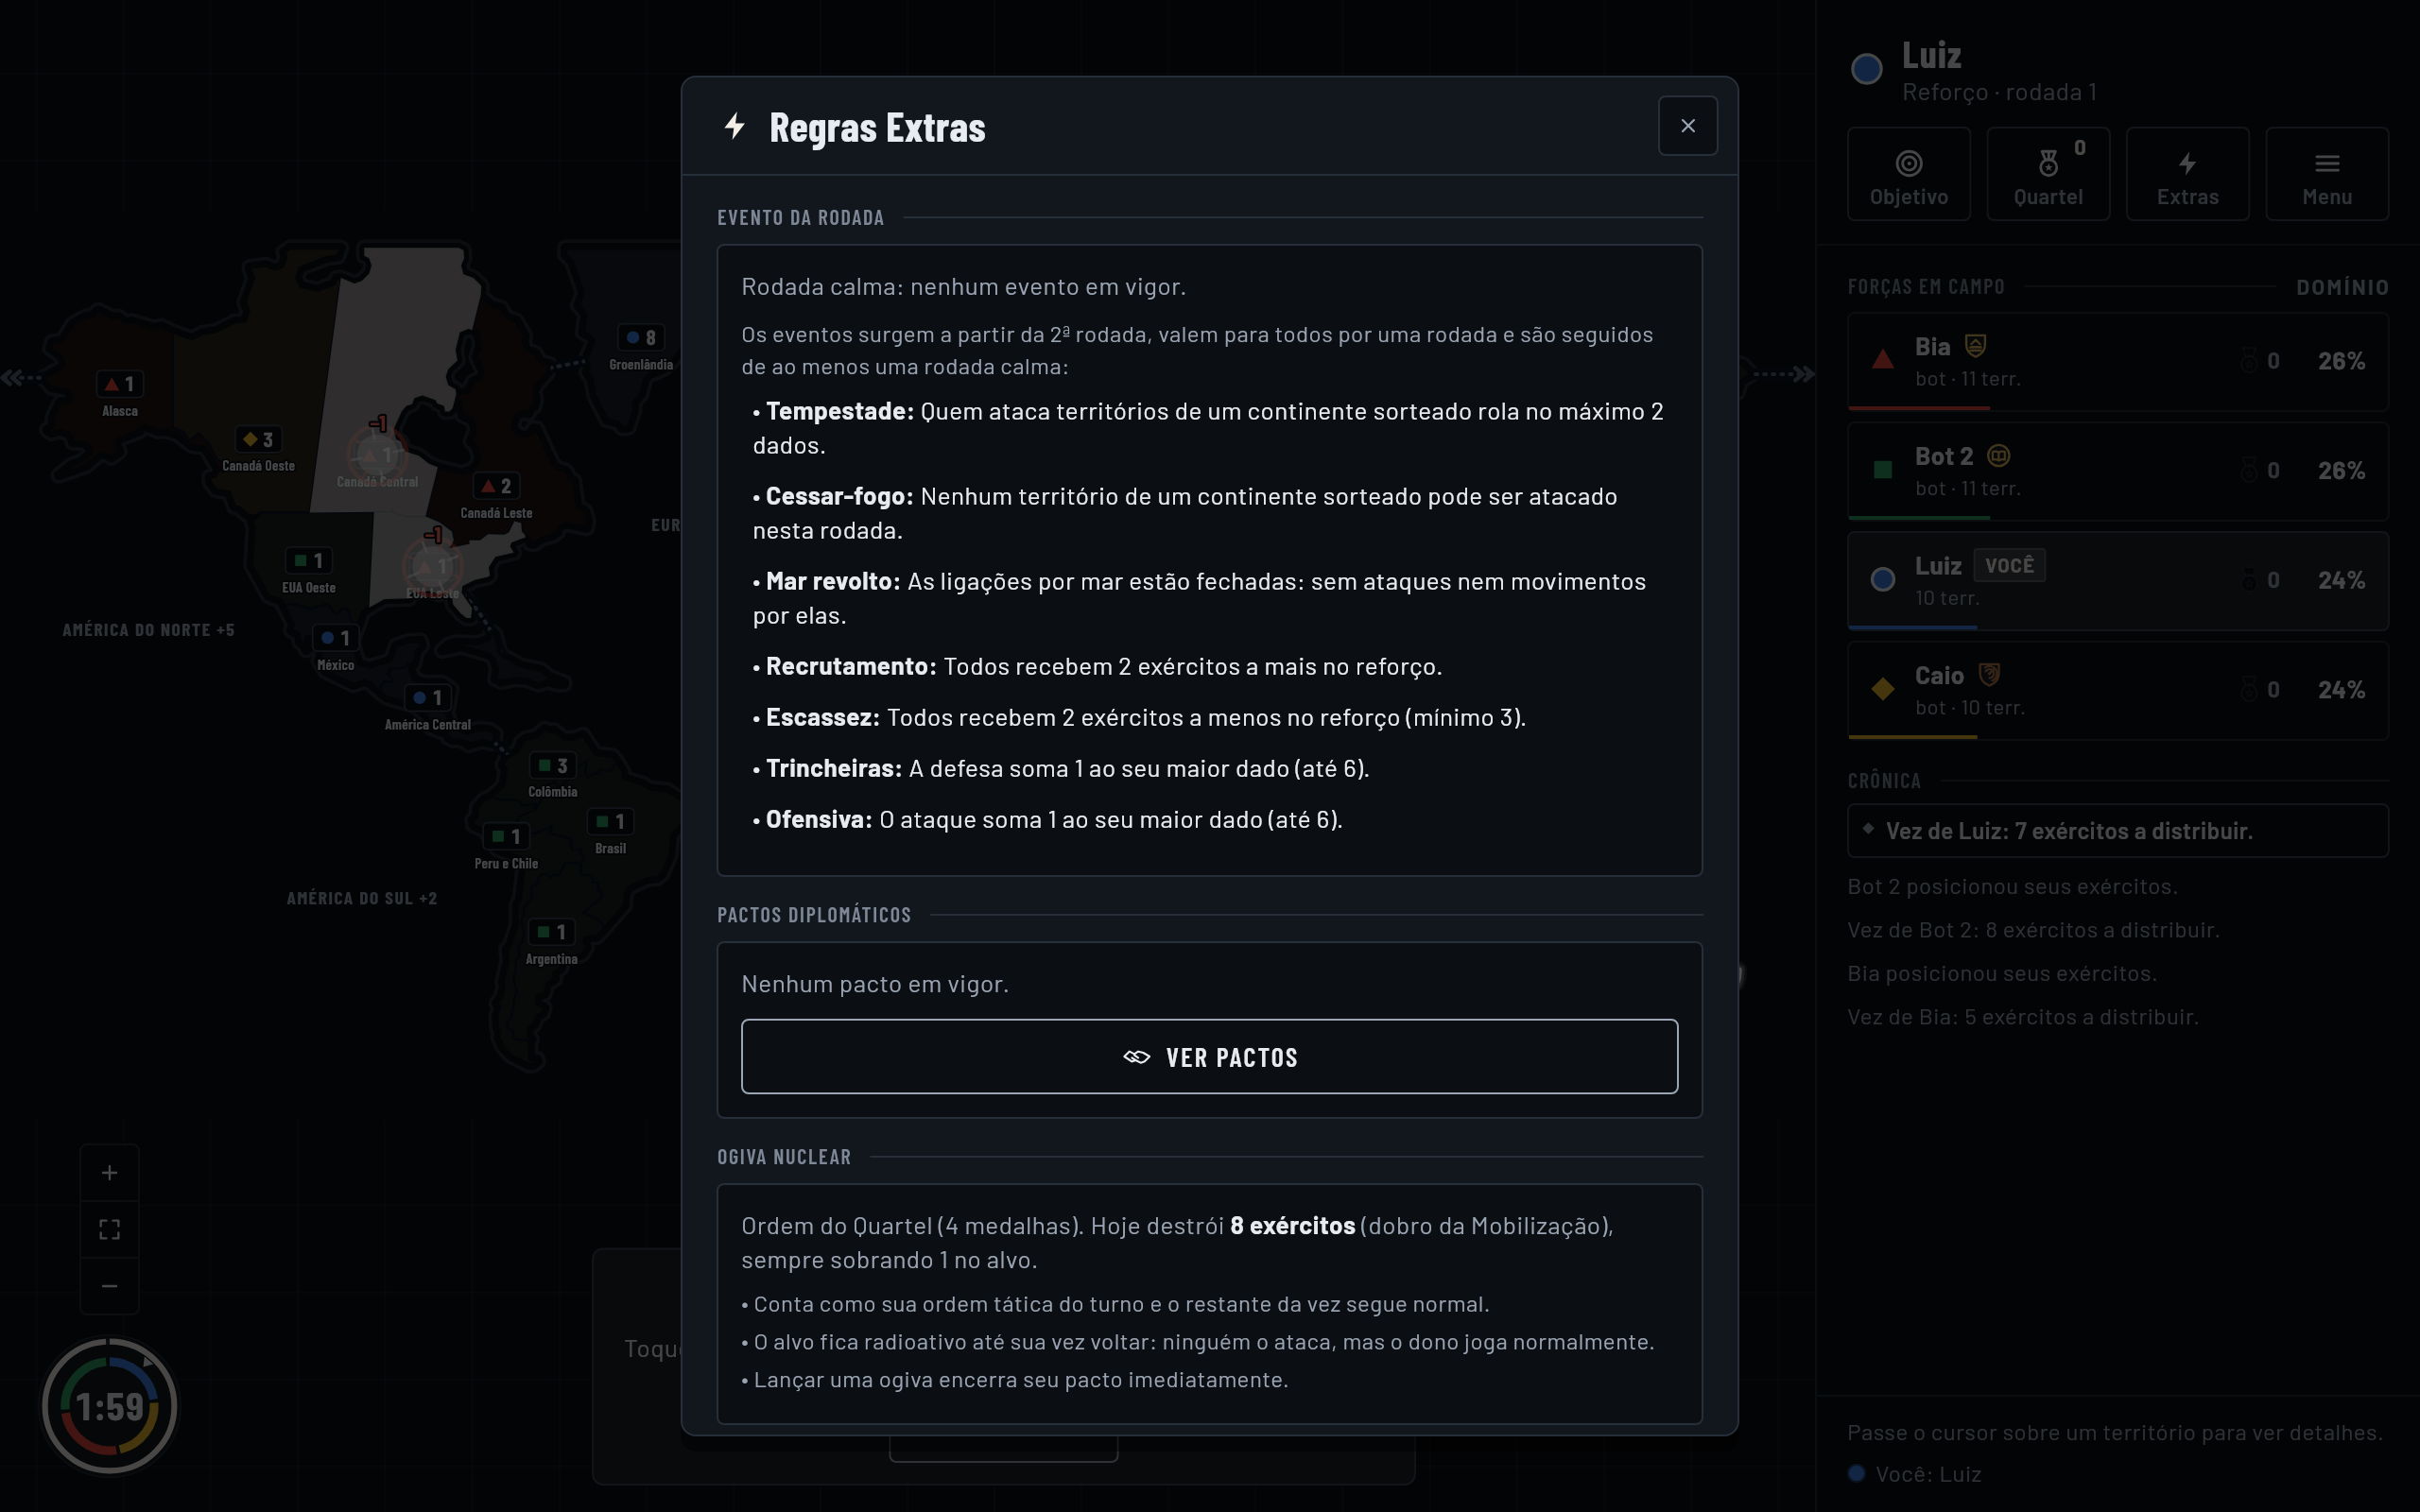 Regras Extras
EVENTO DA RODADA
Rodada calma: nenhum evento em vigor.
Os eventos surgem a partir da 2ª rodada, valem para todos por uma rodada e são seguidos
de ao menos uma rodada calma:
• Tempestade: Quem ataca territórios de um continente sorteado rola no máximo 2
dados.
• Cessar-fogo: Nenhum território de um continente sorteado pode ser atacado
nesta rodada.
• Mar revolto: As ligações por mar estão fechadas: sem ataques nem movimentos
por elas.
• Recrutamento: Todos recebem 2 exércitos a mais no reforço.
• Escassez: Todos recebem 2 exércitos a menos no reforço (mínimo 3).
• Trincheiras: A defesa soma 1 ao seu maior dado (até 6).
• Ofensiva: O ataque soma 1 ao seu maior dado (até 6).
PACTOS DIPLOMÁTICOS
Nenhum pacto em vigor.
VER PACTOS
OGIVA NUCLEAR
Ordem do Quartel (4 medalhas). Hoje destrói 8 exércitos (dobro da Mobilização),
sempre sobrando 1 no alvo.
• Conta como sua ordem tática do turno e o restante da vez segue normal.
• O alvo fica radioativo até sua vez voltar: ninguém o ataca, mas o dono joga normalmente.
• Lançar uma ogiva encerra seu pacto imediatamente.
8
Groenlândia
1
Alasca
3
Canadá Oeste
-1
1
Canadá Central
2
Canadá Leste
EUR
-1
1
EUA Leste
1
EUA Oeste
AMÉRICA DO NORTE +5
1
México
1
América Central
3
Colômbia
1
Brasil
1
Peru e Chile
AMÉRICA DO SUL +2
1
Argentina
+
−
1:59
Toqu
Luiz
Reforço · rodada 1
Objetivo
0
Quartel
Extras
Menu
FORÇAS EM CAMPO
DOMÍNIO
Bia
bot · 11 terr.
0
26%
Bot 2
bot · 11 terr.
0
26%
Luiz
VOCÊ
10 terr.
0
24%
Caio
bot · 10 terr.
0
24%
CRÔNICA
Vez de Luiz: 7 exércitos a distribuir.
Bot 2 posicionou seus exércitos.
Vez de Bot 2: 8 exércitos a distribuir.
Bia posicionou seus exércitos.
Vez de Bia: 5 exércitos a distribuir.
Passe o cursor sobre um território para ver detalhes.
Você: Luiz